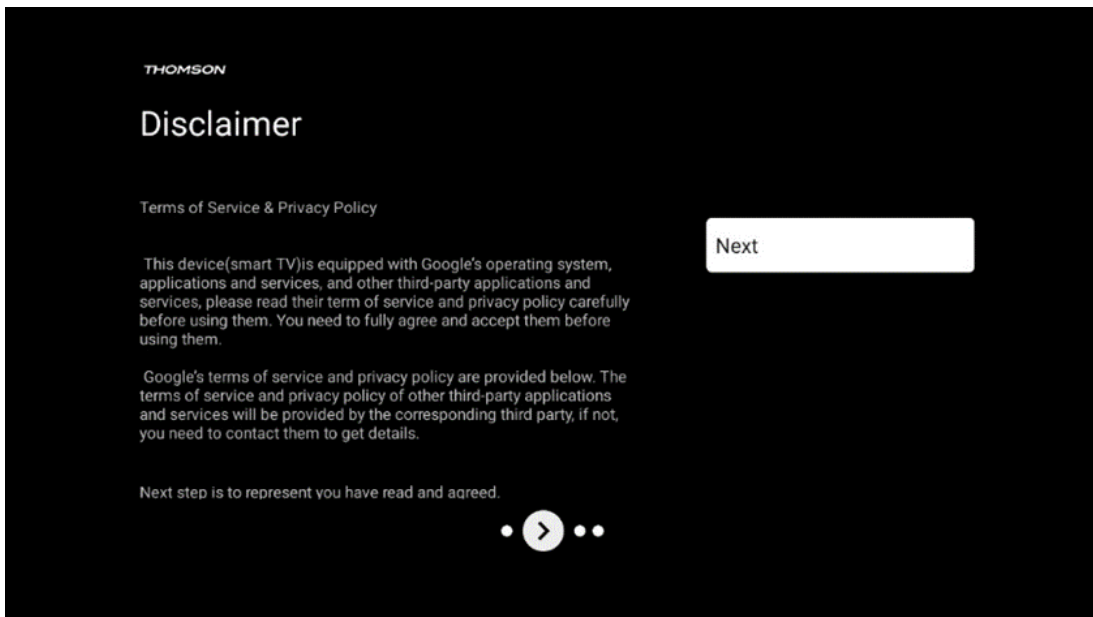 THOMSON
Disclaimer
Terms of Service & Privacy Policy
This device(smart TV)is equipped with Google's operating system,
applications and services, and other third-party applications and
services, please read their term of service and privacy policy carefully
before using them. You need to fully agree and accept them before
using them.
Google's terms of service and privacy policy are provided below. The
terms of service and privacy policy of other third-party applications
and services will be provided by the corresponding third party, if not,
you need to contact them to get details.
Next step is to represent you have read and agreed.
Next